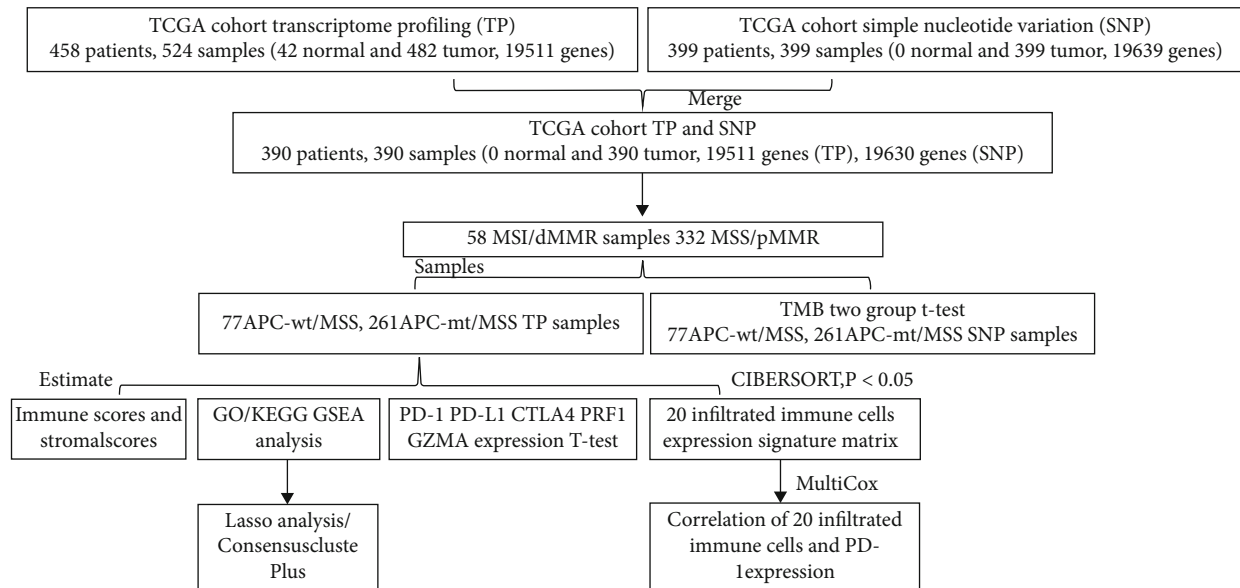 TCGA cohort transcriptome profiling (TP)
458 patients, 524 samples (42 normal and 482 tumor, 19511 genes)
TCGA cohort simple nucleotide variation (SNP)
399 patients, 399 samples (0 normal and 399 tumor, 19639 genes)
Merge
TCGA cohort TP and SNP
390 patients, 390 samples (0 normal and 390 tumor, 19511 genes (TP), 19630 genes (SNP)
58 MSI/dMMR samples 332 MSS/pMMR
Samples
77APC-wt/MSS, 261APC-mt/MSS TP samples
TMB two group t-test
77APC-wt/MSS, 261APC-mt/MSS SNP samples
Estimate
CIBERSORT,P < 0.05
Immune scores and
stromalscores
GO/KEGG GSEA
analysis
PD-1 PD-L1 CTLA4 PRF1
GZMA expression T-test
20 infiltrated immune cells
expression signature matrix
MultiCox
Lasso analysis/
Consensuscluste
Plus
Correlation of 20 infiltrated
immune cells and PD-
1expression